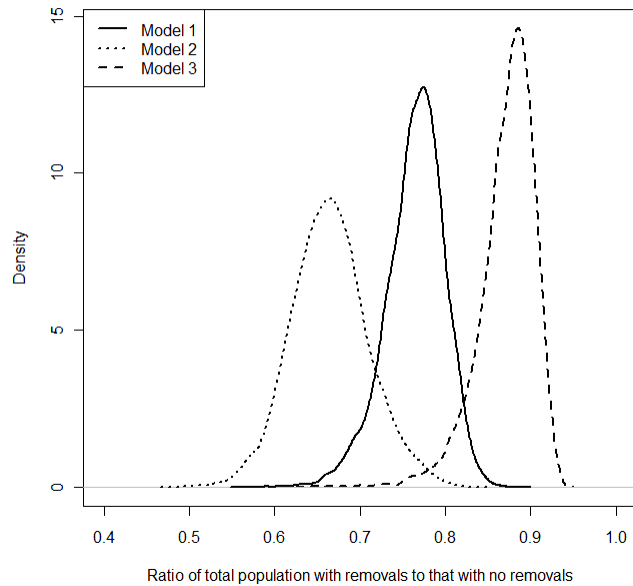 Model 1
Model 2
Model 3
Density
0
5
10
15
0.4 0.5 0.6 0.7 0.8 0.9 1.0
Ratio of total population with removals to that with no removals